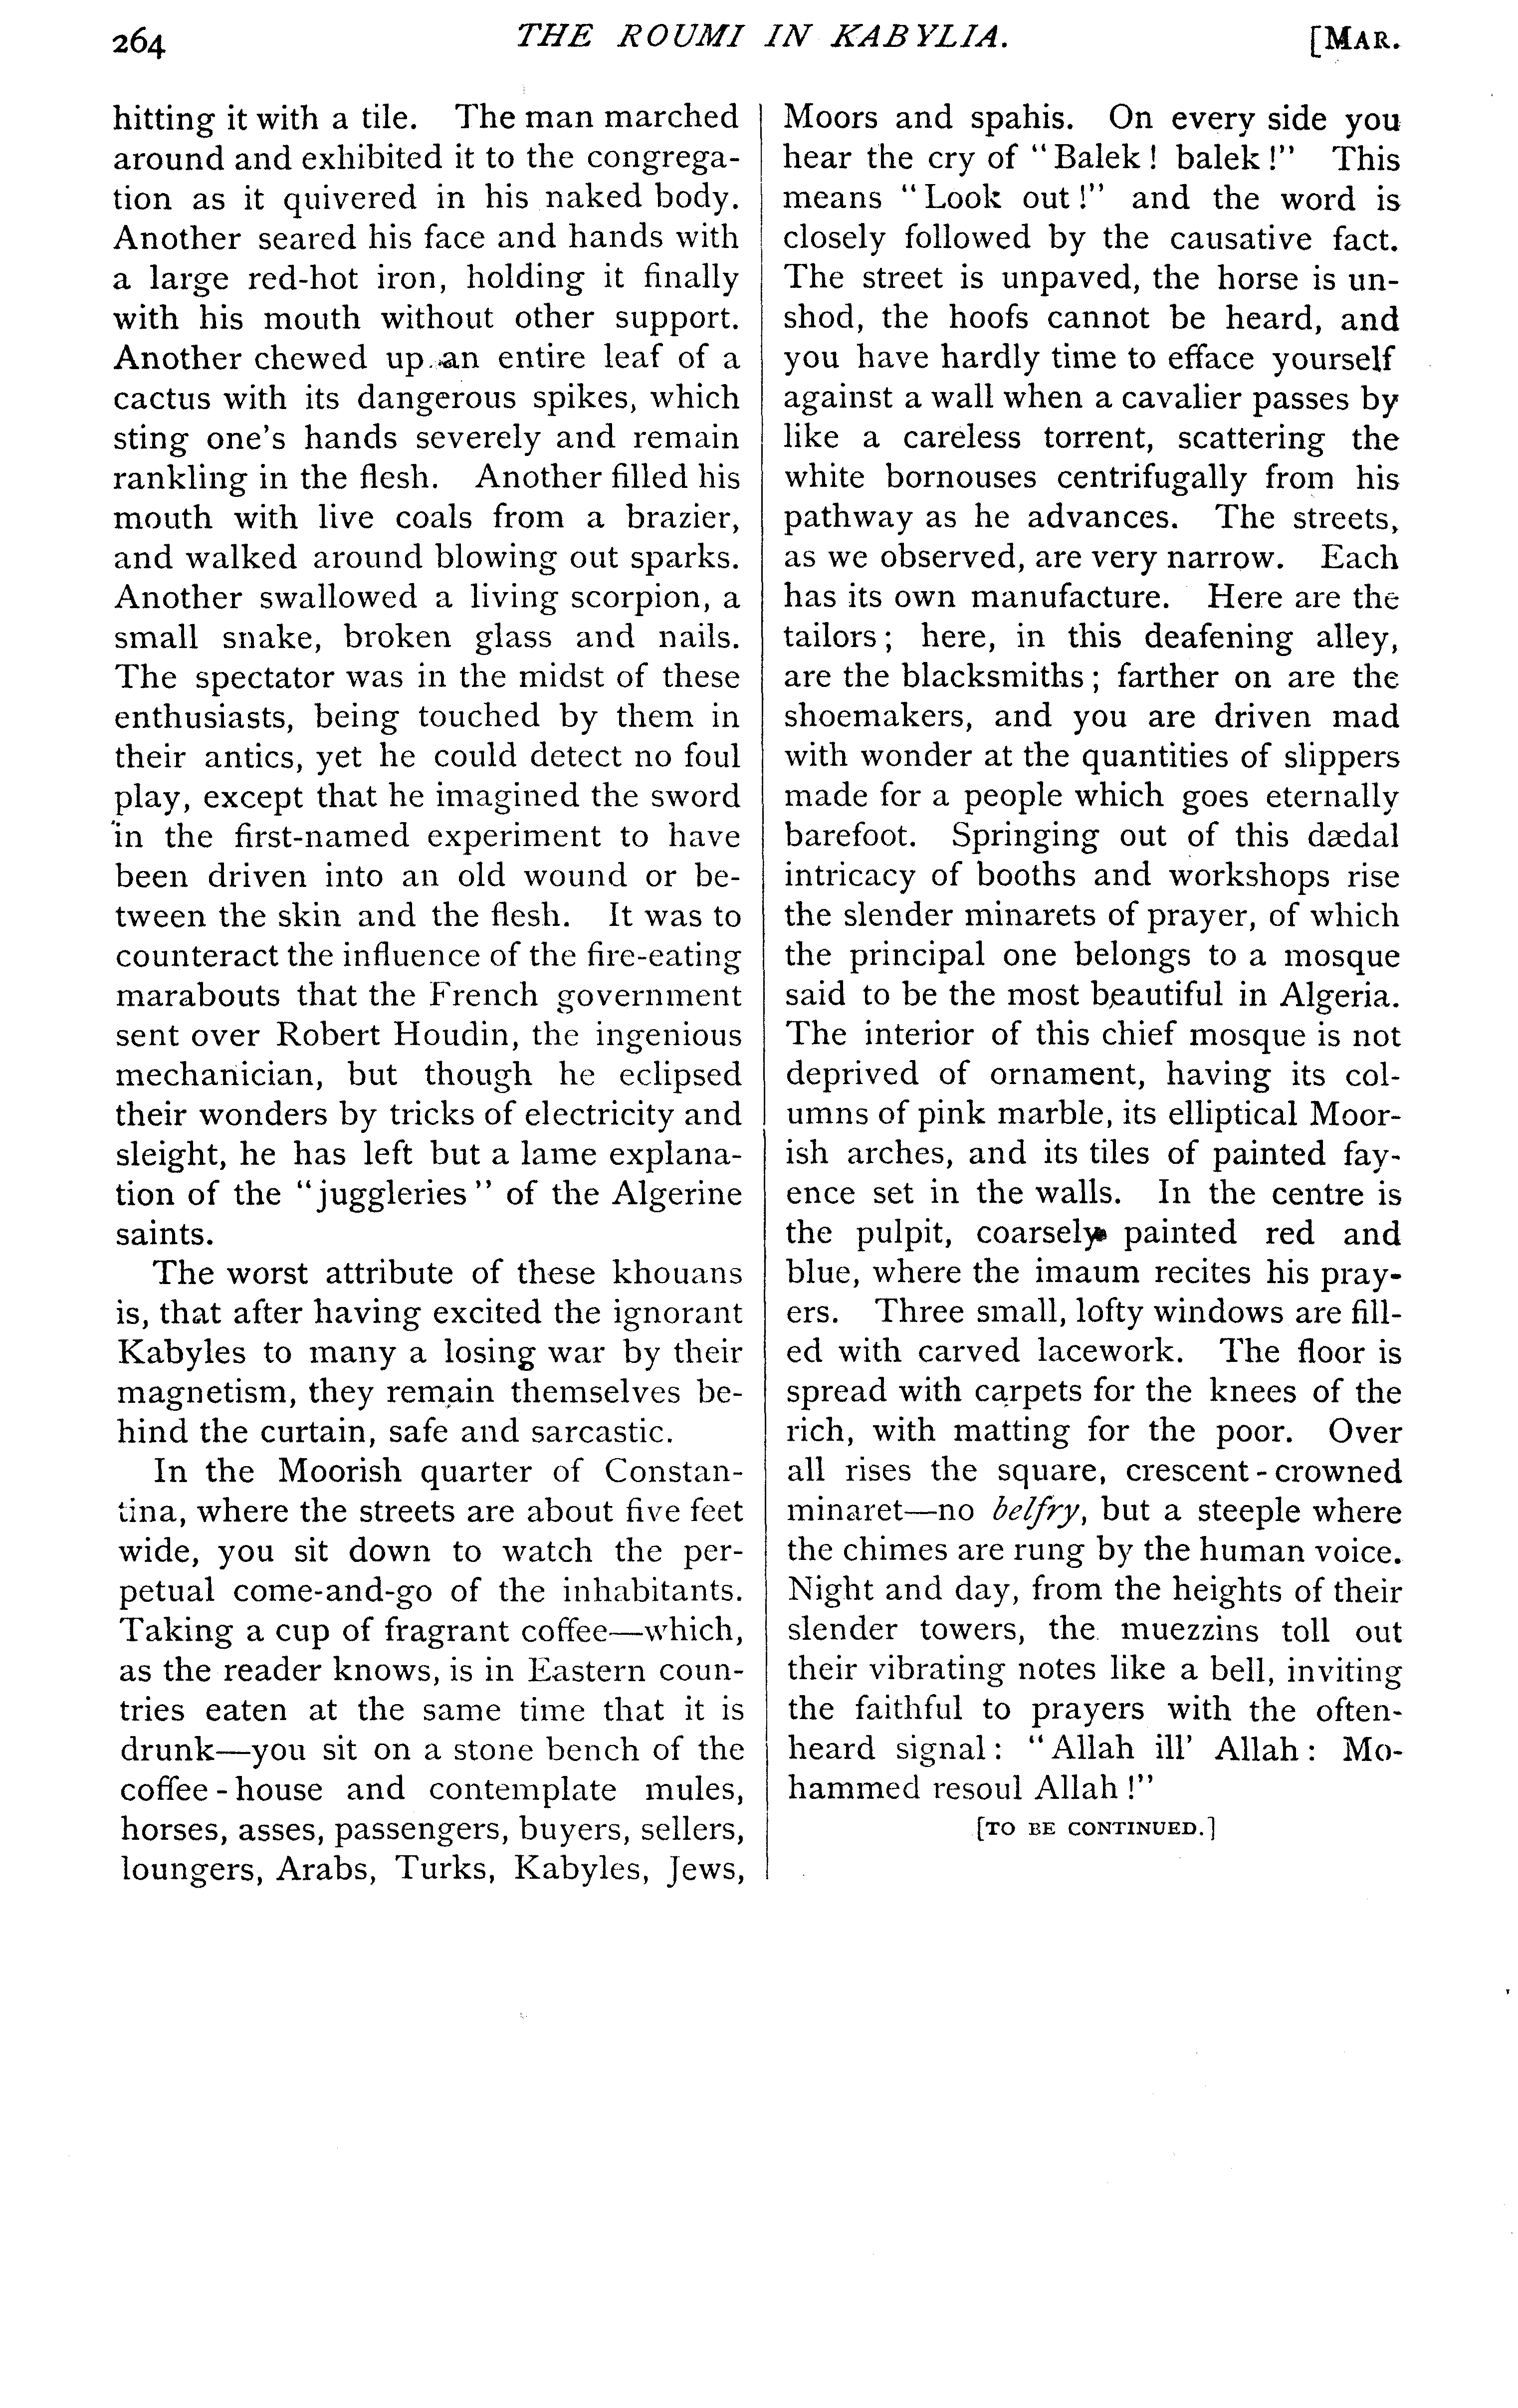 264
THE ROUMI IN KABYLIA.
[MAR.
hitting it with a tile. The man marched
around and exhibited it to the congrega-
tion as it quivered in his naked body.
Another seared his face and hands with
a large red-hot iron, holding it finally
with his mouth without other support.
Another chewed up an entire leaf of a
cactus with its dangerous spikes, which
sting one's hands severely and remain
rankling in the flesh. Another filled his
mouth with live coals from a brazier,
and walked around blowing out sparks.
Another swallowed a living scorpion, a
small snake, broken glass and nails.
The spectator was in the midst of these
enthusiasts, being touched by them in
their antics, yet he could detect no foul
play, except that he imagined the sword
in the first-named experiment to have
been driven into an old wound or be-
tween the skin and the flesh. It was to
counteract the influence of the fire-eating
marabouts that the French government
sent over Robert Houdin, the ingenious
mechanician, but though he eclipsed
their wonders by tricks of electricity and
sleight, he has left but a lame explana-
tion of the "juggleries" of the Algerine
saints.
The worst attribute of these khouans
is, that after having excited the ignorant
Kabyles to many a losing war by their
magnetism, they remain themselves be-
hind the curtain, safe and sarcastic.
In the Moorish quarter of Constan-
tina, where the streets are about five feet
wide, you sit down to watch the per-
petual come-and-go of the inhabitants.
Taking a cup of fragrant coffee—which,
as the reader knows, is in Eastern coun-
tries eaten at the same time that it is
drunk—you sit on a stone bench of the
coffee-house and contemplate mules,
horses, asses, passengers, buyers, sellers,
loungers, Arabs, Turks, Kabyles, Jews,
Moors and spahis. On every side you
hear the cry of "Balek! balek!" This
means "Look out!" and the word is
closely followed by the causative fact.
The street is unpaved, the horse is un-
shod, the hoofs cannot be heard, and
you have hardly time to efface yourself
against a wall when a cavalier passes by
like a careless torrent, scattering the
white bornouses centrifugally from his
pathway as he advances. The streets,
as we observed, are very narrow. Each
has its own manufacture. Here are the
tailors; here, in this deafening alley,
are the blacksmiths; farther on are the
shoemakers, and you are driven mad
with wonder at the quantities of slippers
made for a people which goes eternally
barefoot. Springing out of this dædal
intricacy of booths and workshops rise
the slender minarets of prayer, of which
the principal one belongs to a mosque
said to be the most beautiful in Algeria.
The interior of this chief mosque is not
deprived of ornament, having its col-
umns of pink marble, its elliptical Moor-
ish arches, and its tiles of painted fay-
ence set in the walls. In the centre is
the pulpit, coarsely painted red and
blue, where the imaum recites his pray-
ers. Three small, lofty windows are fill-
ed with carved lacework. The floor is
spread with carpets for the knees of the
rich, with matting for the poor. Over
all rises the square, crescent-crowned
minaret—no belfry, but a steeple where
the chimes are rung by the human voice.
Night and day, from the heights of their
slender towers, the muezzins toll out
their vibrating notes like a bell, inviting
the faithful to prayers with the often-
heard signal: "Allah ill' Allah: Mo-
hammed resoul Allah!"
[TO BE CONTINUED.]